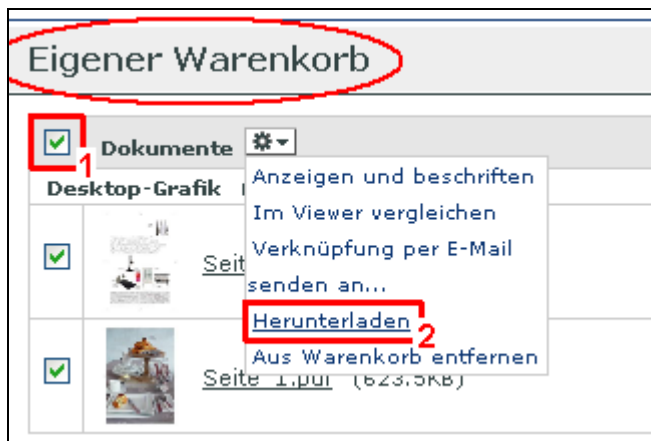 Eigener Warenkorb
1
Dokumente
Desktop-Grafik
Anzeigen und beschriften
Im Viewer vergleichen
Verknüpfung per E-Mail
senden an...
Herunterladen
2
Aus Warenkorb entfernen
Seite 1.pdf (623.5KB)